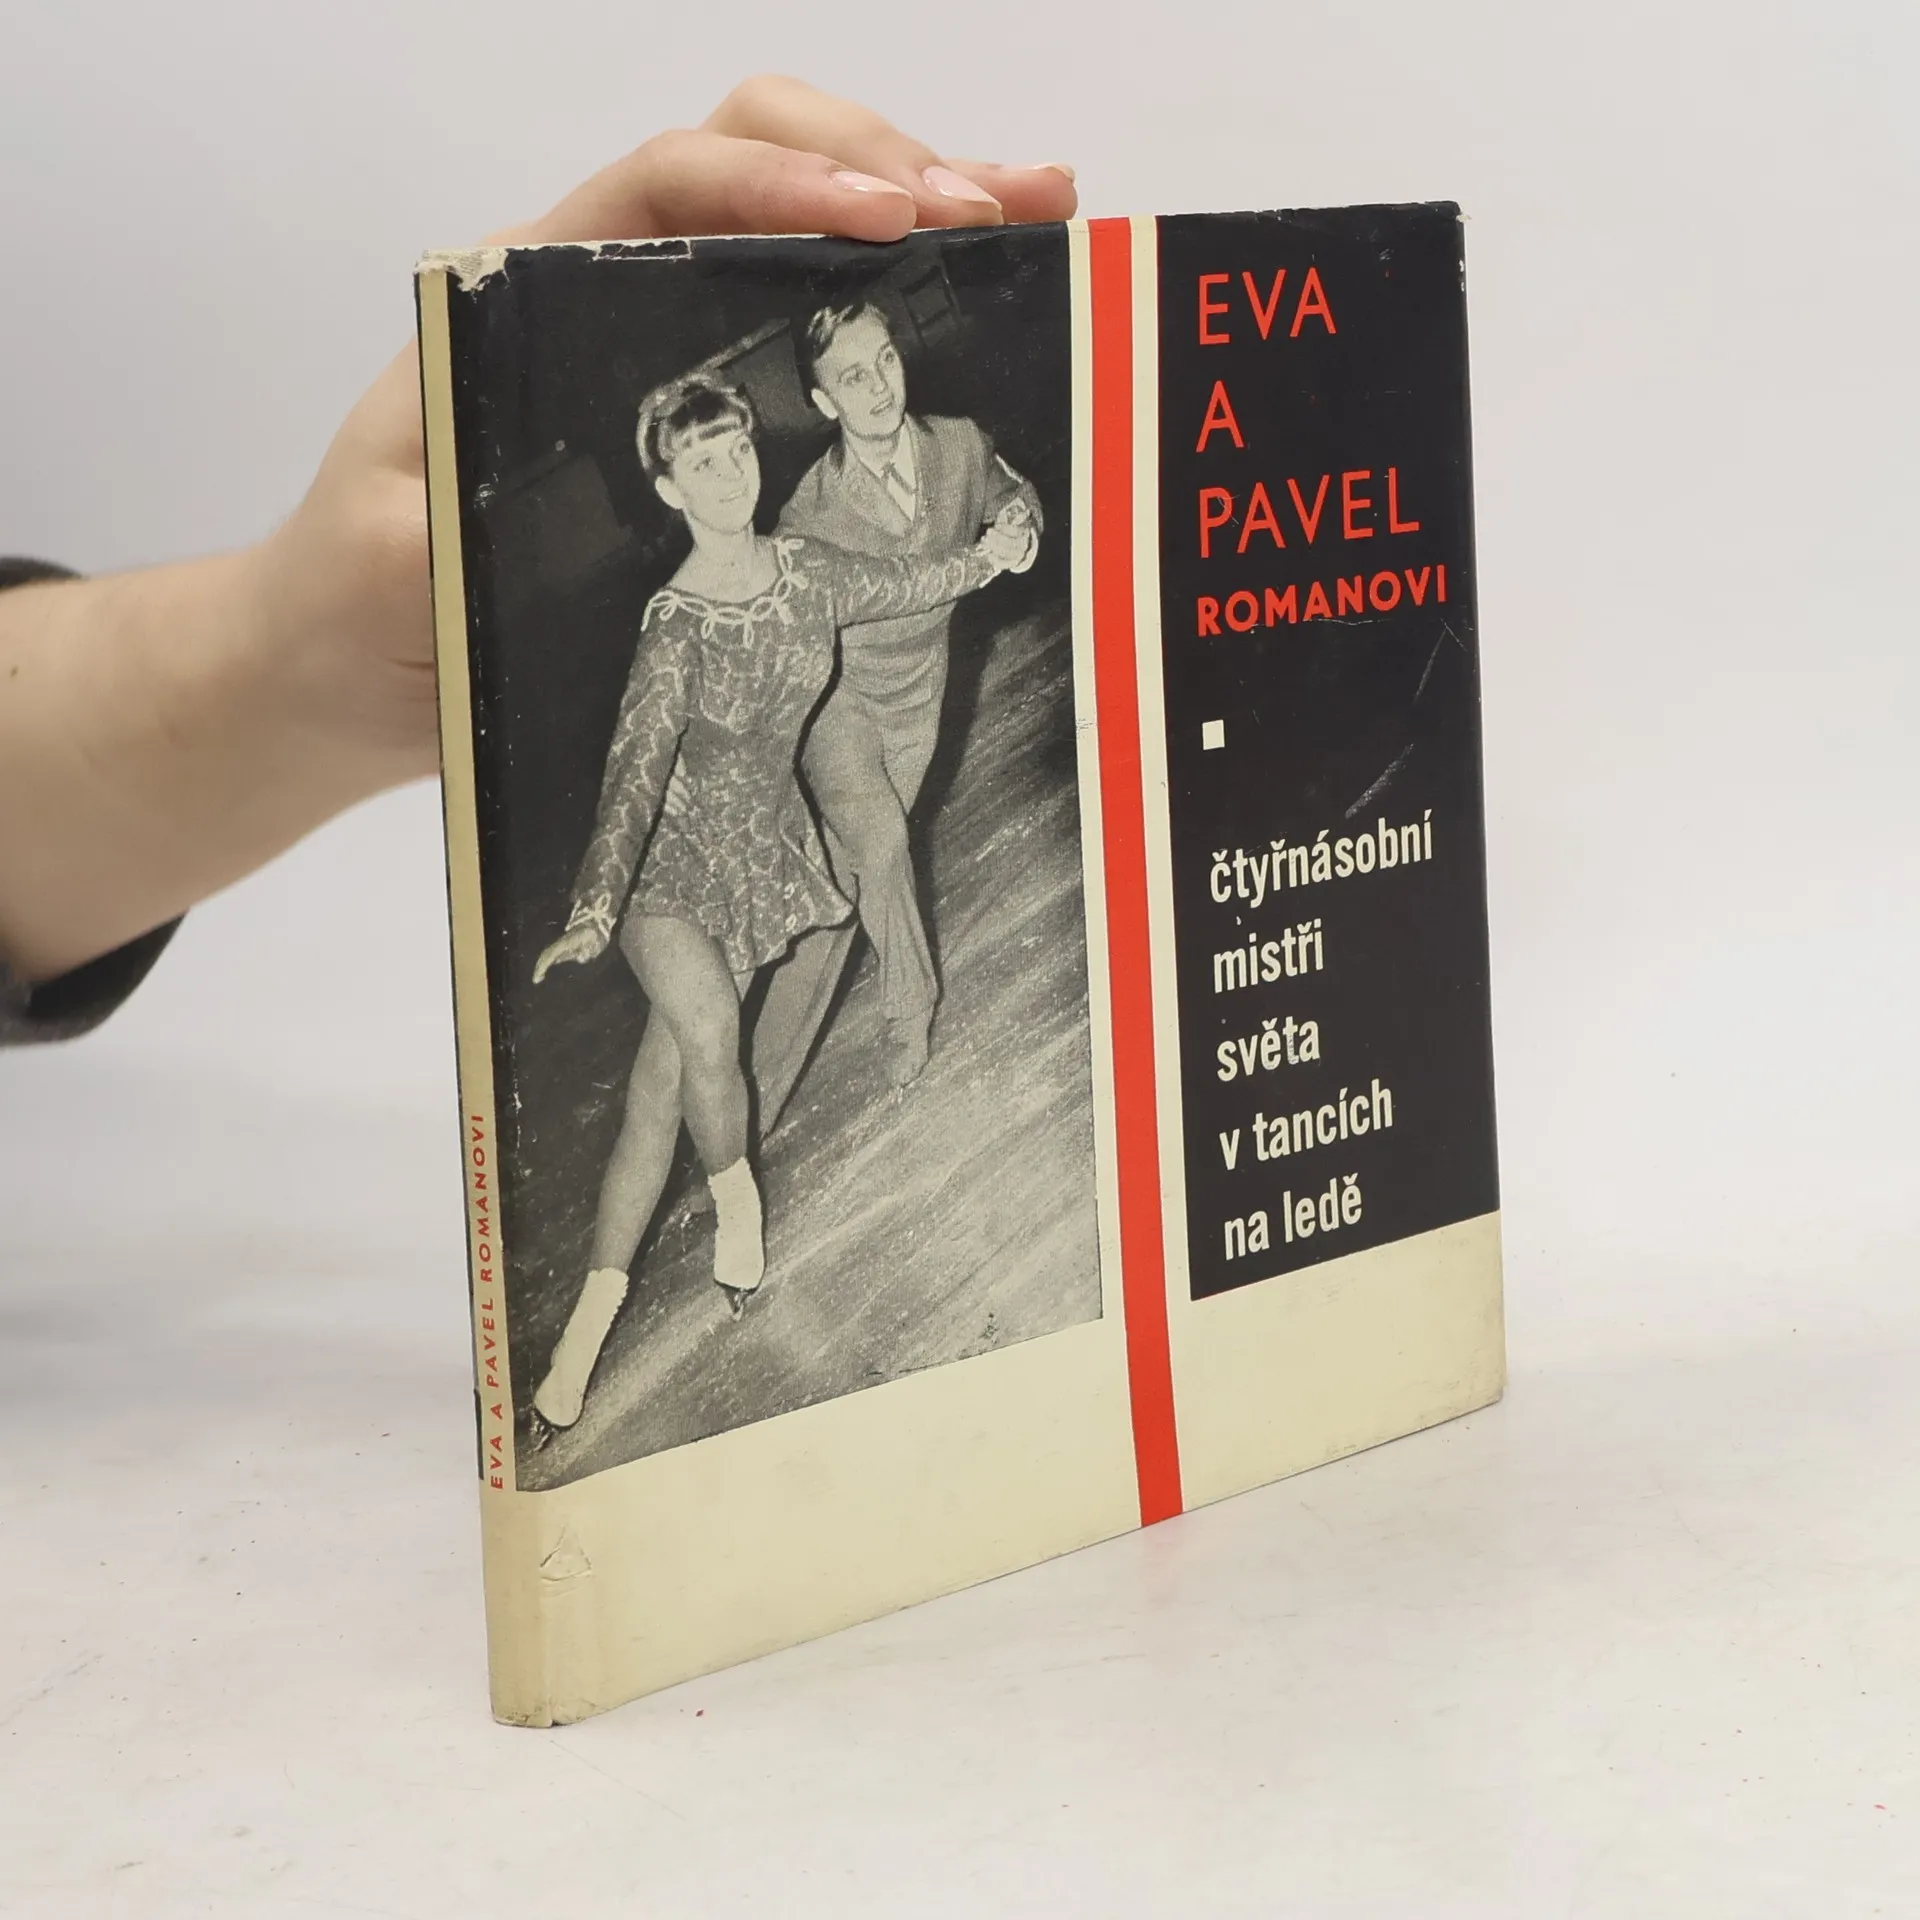 EVA
A
PAVEL
ROMANOVI
čtyřnásobní
mistři
světa
v tancích
na ledě
EVA A PAVEL ROMANOVI